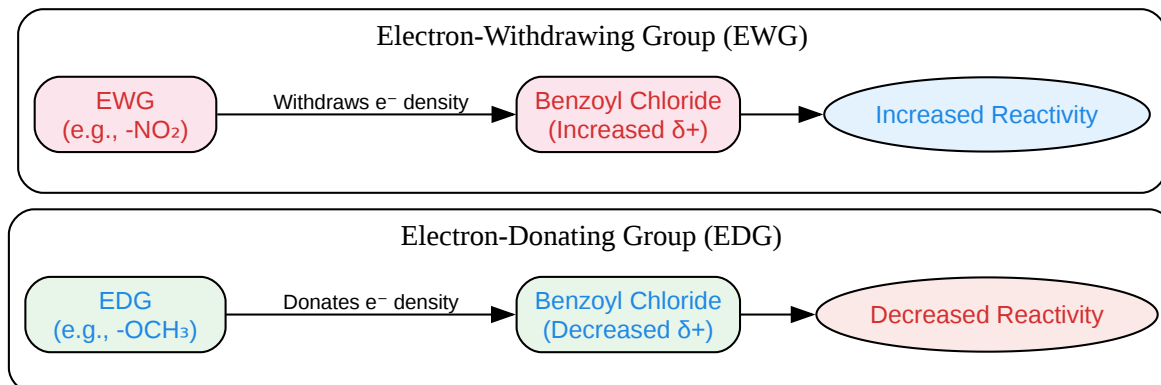 Electron-Withdrawing Group (EWG)
EWG
(e.g., -NO₂)
Withdraws e⁻ density
Benzoyl Chloride
(Increased δ+)
Increased Reactivity
Electron-Donating Group (EDG)
EDG
(e.g., -OCH₃)
Donates e⁻ density
Benzoyl Chloride
(Decreased δ+)
Decreased Reactivity